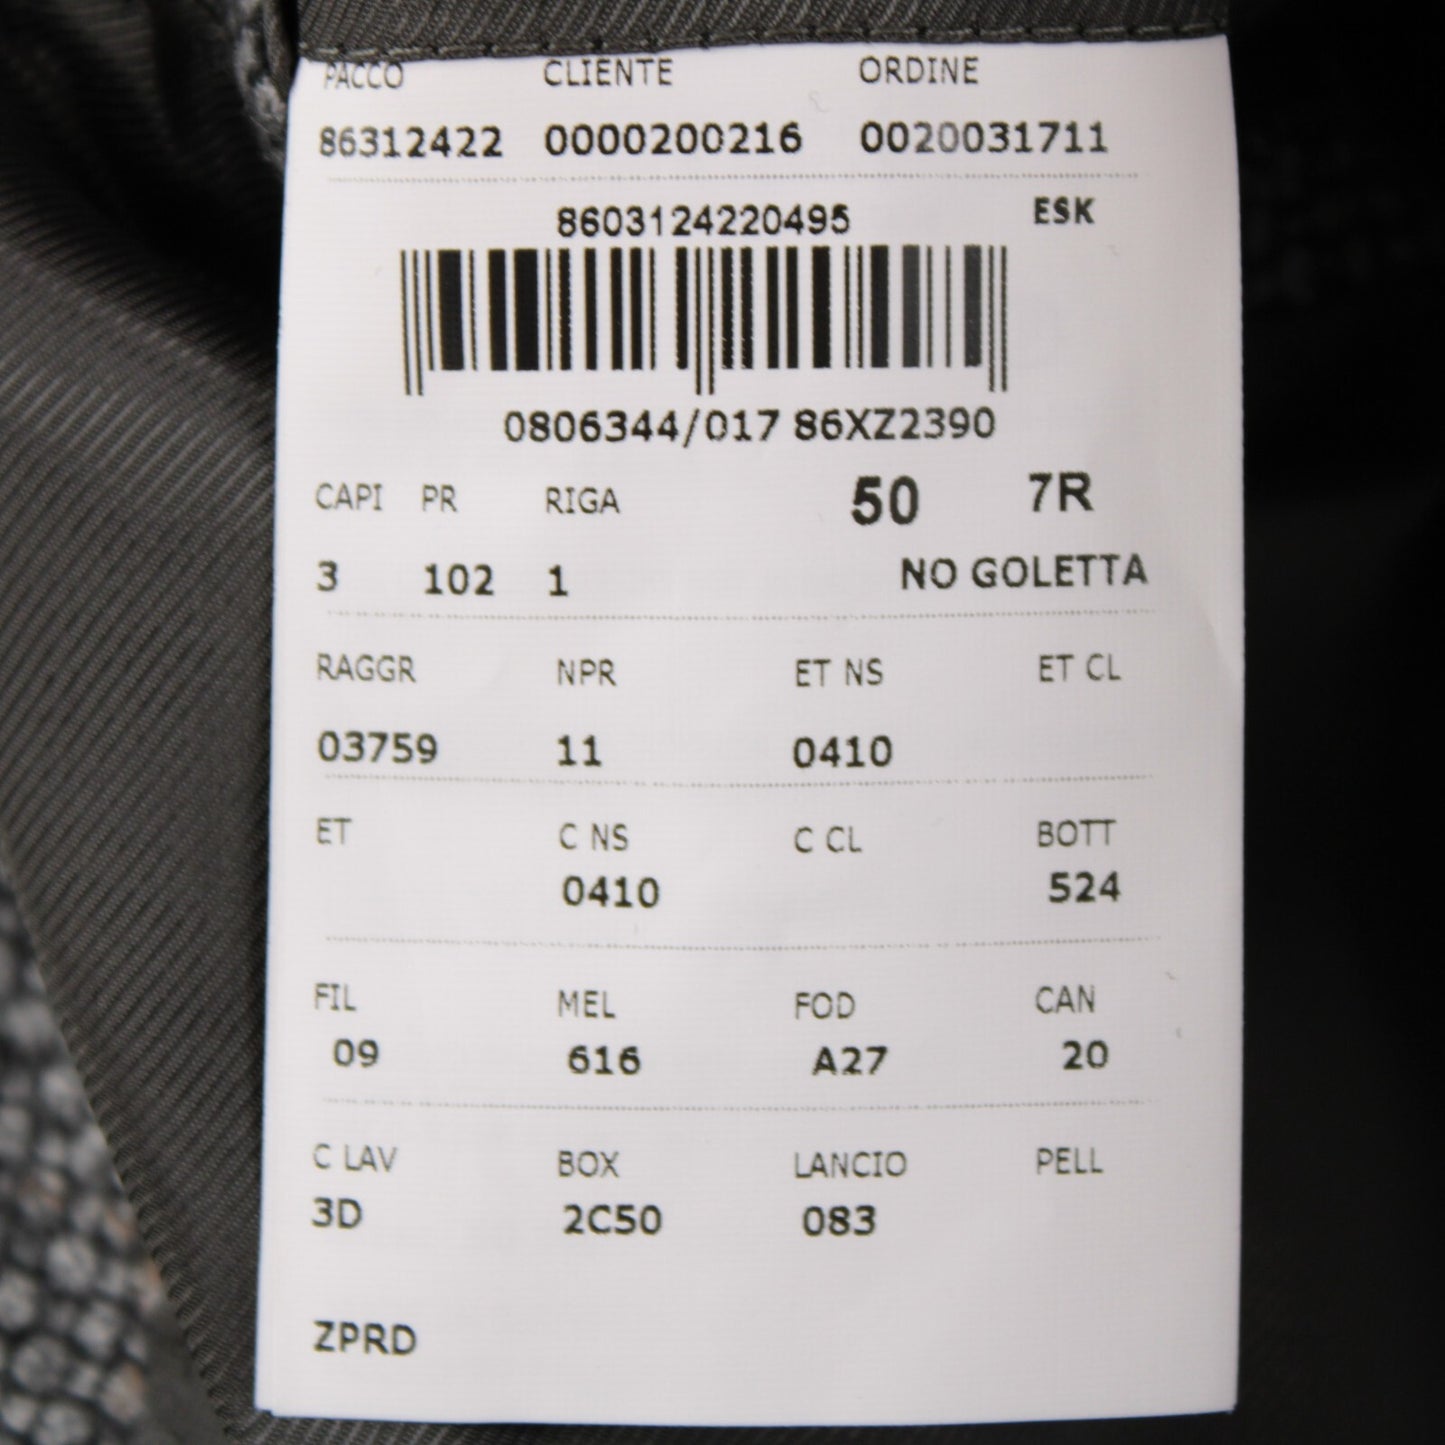 PACCO CLIENTE ORDINE
86312422 0000200216 0020031711
8603124220495 ESK
0806344/017 86XZ2390
CAPI PR RIGA 50 7R
3 102 1 NO GOLETTA
RAGGR NPR ET NS ET CL
03759 11 0410
ET C NS C CL BOTT
0410 524
FIL MEL FOD CAN
09 616 A27 20
C LAV BOX LANCIO PELL
3D 2C50 083
ZPRD